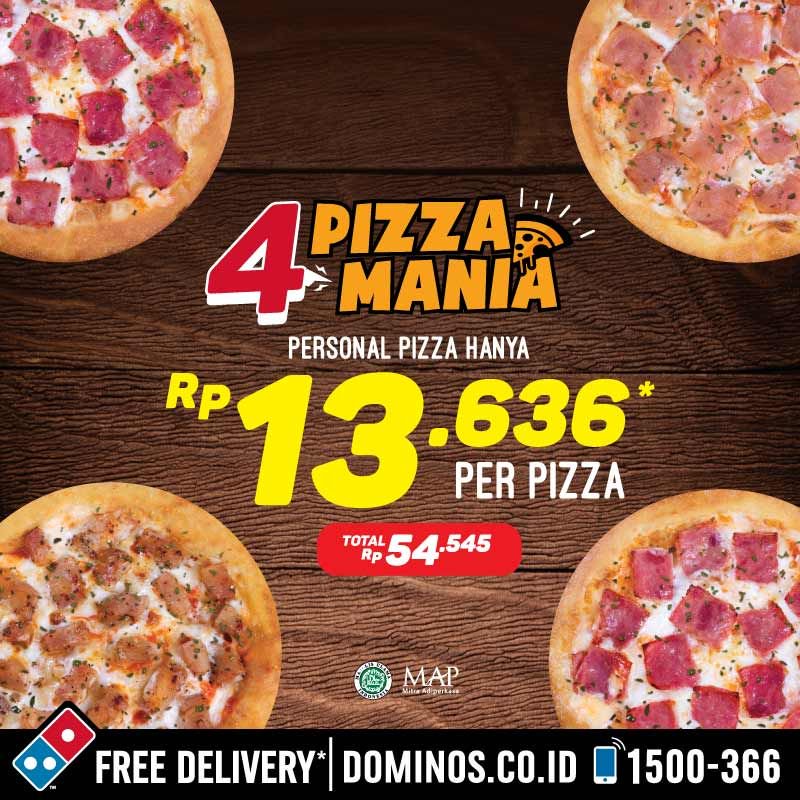 4 PIZZA
MANIA
PERSONAL PIZZA HANYA
Rp 13.636*
PER PIZZA
TOTAL
Rp 54.545
MAP
Mitra Adiperkasa
FREE DELIVERY* | DOMINOS.CO.ID 1500-366